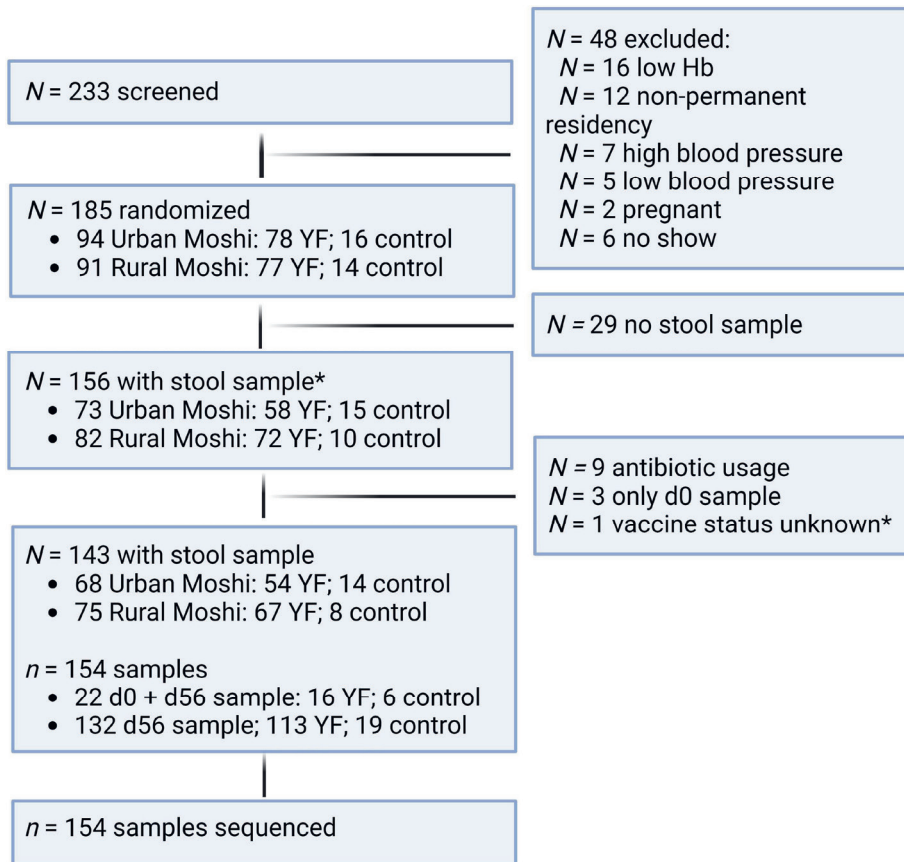 N = 233 screened
N = 48 excluded:
N = 16 low Hb
N = 12 non-permanent
residency
N = 7 high blood pressure
N = 5 low blood pressure
N = 2 pregnant
N = 6 no show
N = 185 randomized
• 94 Urban Moshi: 78 YF; 16 control
• 91 Rural Moshi: 77 YF; 14 control
N = 29 no stool sample
N = 156 with stool sample*
• 73 Urban Moshi: 58 YF; 15 control
• 82 Rural Moshi: 72 YF; 10 control
N = 9 antibiotic usage
N = 3 only d0 sample
N = 1 vaccine status unknown*
N = 143 with stool sample
• 68 Urban Moshi: 54 YF; 14 control
• 75 Rural Moshi: 67 YF; 8 control
n = 154 samples
• 22 d0 + d56 sample: 16 YF; 6 control
• 132 d56 sample; 113 YF; 19 control
n = 154 samples sequenced